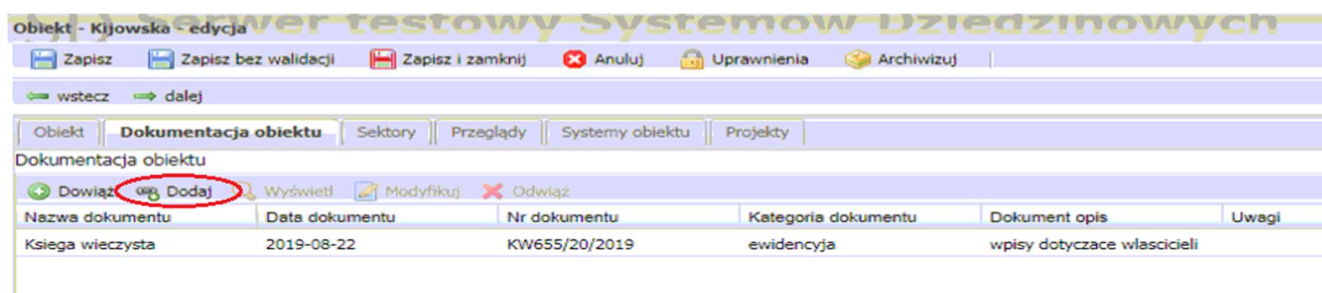 Serwer testowy Systemów Dziedzinowych
Obiekt - Kijowska - edycja
Zapisz Zapisz bez walidacji Zapisz i zamknij Anuluj Uprawnienia Archiwizuj
wstecz dalej
Obiekt Dokumentacja obiektu Sektory Przeglądy Systemy obiektu Projekty
Dokumentacja obiektu
Dowiąż Dodaj Wyświetl Modyfikuj Odwiąż
Nazwa dokumentu Data dokumentu Nr dokumentu Kategoria dokumentu Dokument opis Uwagi
Ksiega wieczysta 2019-08-22 KW655/20/2019 ewidencyja wpisy dotyczace wlascicieli